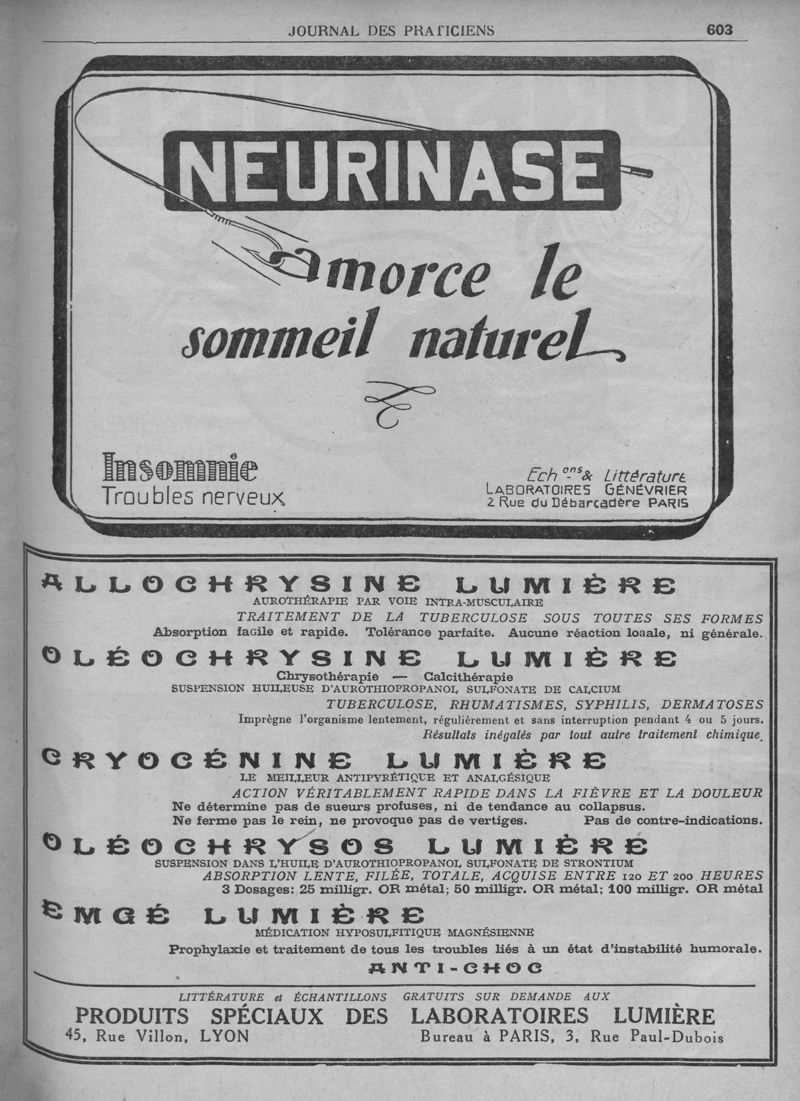 JOURNAL DES PRATICIENS 603
NEURINASE
amorce le
sommeil naturel
Insomnie
Troubles nerveux
Ech ons & Littérature
LABORATOIRES GÉNÉVRIER
2 Rue du Débarcadère PARIS
ALLOCHRYSINE LUMIÈRE
AUROTHÉRAPIE PAR VOIE INTRA-MUSCULAIRE
TRAITEMENT DE LA TUBERCULOSE SOUS TOUTES SES FORMES
Absorption facile et rapide. Tolérance parfaite. Aucune réaction locale, ni générale.
OLÉOCHRYSINE LUMIÈRE
Chrysothérapie — Calcithérapie
SUSPENSION HUILEUSE D'AUROTHIOPROPANOL SULFONATE DE CALCIUM
TUBERCULOSE, RHUMATISMES, SYPHILIS, DERMATOSES
Imprègne l'organisme lentement, régulièrement et sans interruption pendant 4 ou 5 jours.
Résultats inégalés par tout autre traitement chimique.
CRYOGÉNINE LUMIÈRE
LE MEILLEUR ANTIPYRÉTIQUE ET ANALGÉSIQUE
ACTION VÉRITABLEMENT RAPIDE DANS LA FIÈVRE ET LA DOULEUR
Ne détermine pas de sueurs profuses, ni de tendance au collapsus.
Ne ferme pas le rein, ne provoque pas de vertiges. Pas de contre-indications.
OLÉOCHRYSOS LUMIÈRE
SUSPENSION DANS L'HUILE D'AUROTHIOPROPANOL SULFONATE DE STRONTIUM
ABSORPTION LENTE, FILÉE, TOTALE, ACQUISE ENTRE 120 ET 200 HEURES
3 Dosages: 25 milligr. OR métal; 50 milligr. OR métal; 100 milligr. OR métal
EMGÉ LUMIÈRE
MÉDICATION HYPOSULFITIQUE MAGNÉSIENNE
Prophylaxie et traitement de tous les troubles liés à un état d'instabilité humorale.
ANTI-CHOC
LITTÉRATURE et ÉCHANTILLONS GRATUITS SUR DEMANDE AUX
PRODUITS SPÉCIAUX DES LABORATOIRES LUMIÈRE
45, Rue Villon, LYON Bureau à PARIS, 3, Rue Paul-Dubois